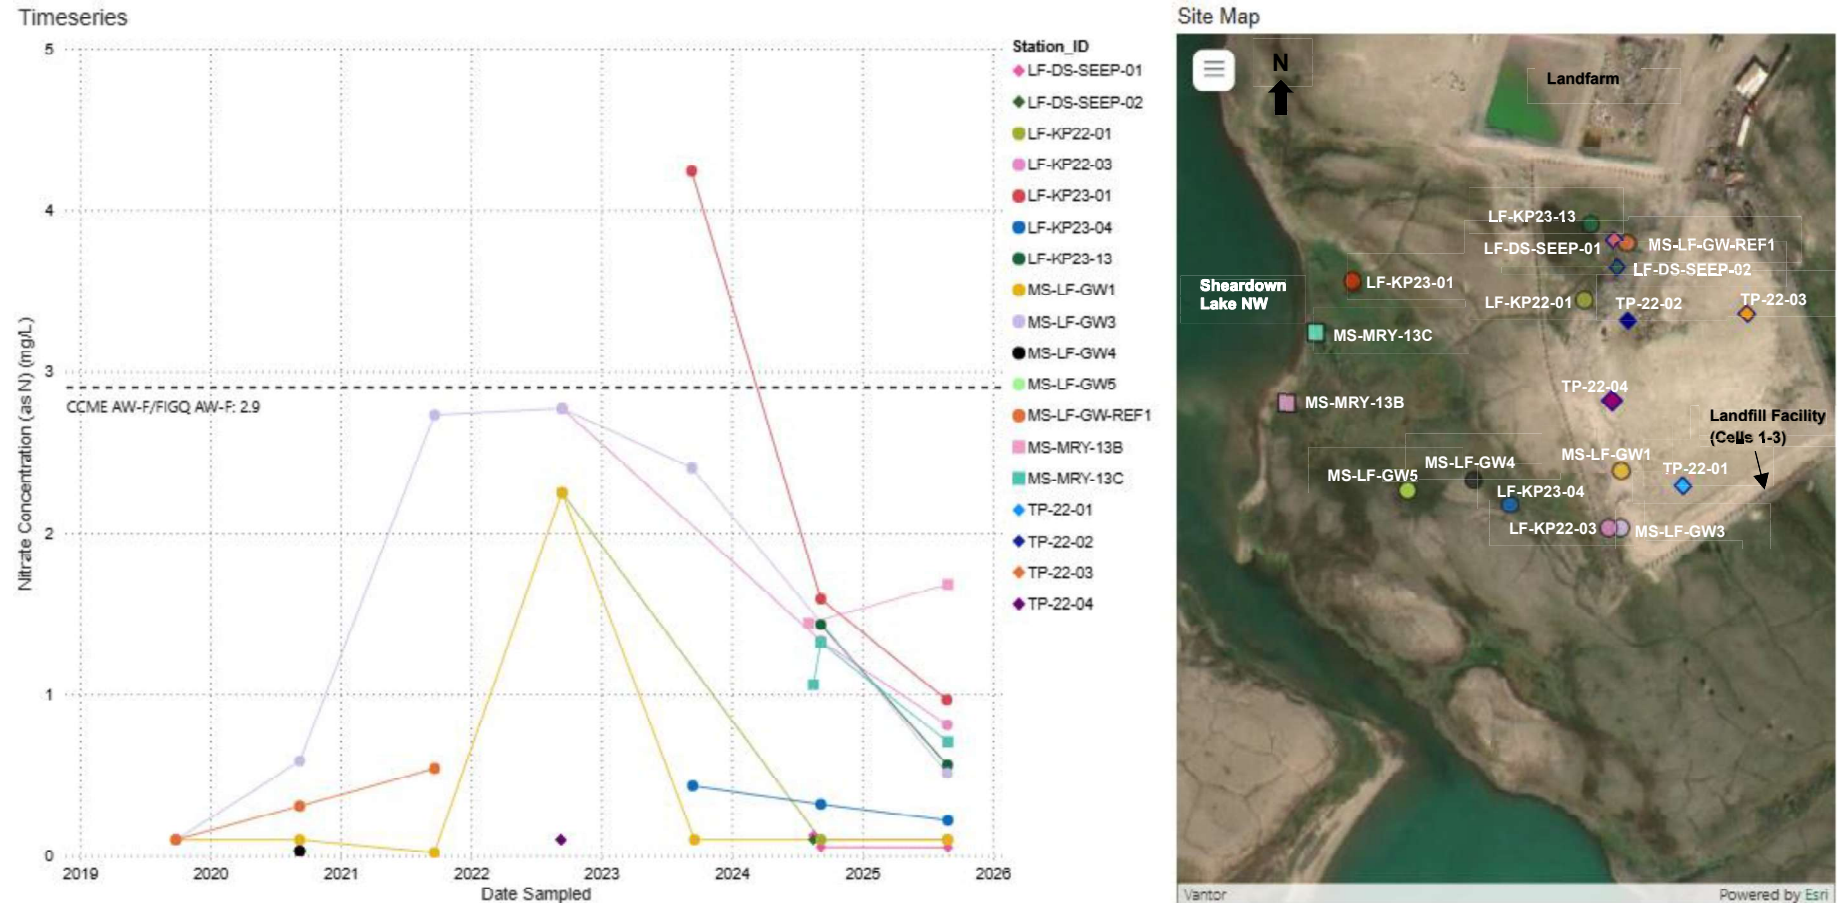 Timeseries
5
4
3
2
1
0
Nitrate Concentration (as N) (mg/L)
CCME AW-F/FIGQ AW-F: 2.9
2019
2020
2021
2022
2023
2024
2025
2026
Date Sampled
Station_ID
LF-DS-SEEP-01
LF-DS-SEEP-02
LF-KP22-01
LF-KP22-03
LF-KP23-01
LF-KP23-04
LF-KP23-13
MS-LF-GW1
MS-LF-GW3
MS-LF-GW4
MS-LF-GW5
MS-LF-GW-REF1
MS-MRY-13B
MS-MRY-13C
TP-22-01
TP-22-02
TP-22-03
TP-22-04
Site Map
N
Landfarm
LF-KP23-13
LF-DS-SEEP-01
MS-LF-GW-REF1
LF-DS-SEEP-02
LF-KP23-01
Sheardown
Lake NW
LF-KP22-01
TP-22-02
TP-22-03
MS-MRY-13C
TP-22-04
MS-MRY-13B
Landfill Facility
(Cells 1-3)
MS-LF-GW1
MS-LF-GW4
TP-22-01
MS-LF-GW5
LF-KP23-04
LF-KP22-03
MS-LF-GW3
Vantor
Powered by Esri